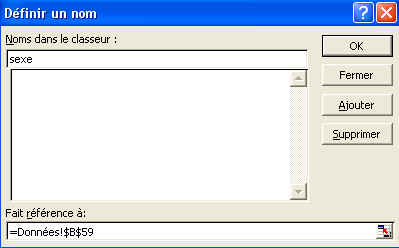 Définir un nom
Noms dans le classeur :
sexe
OK
Fermer
Ajouter
Supprimer
Fait référence à:
=Données!$B$59